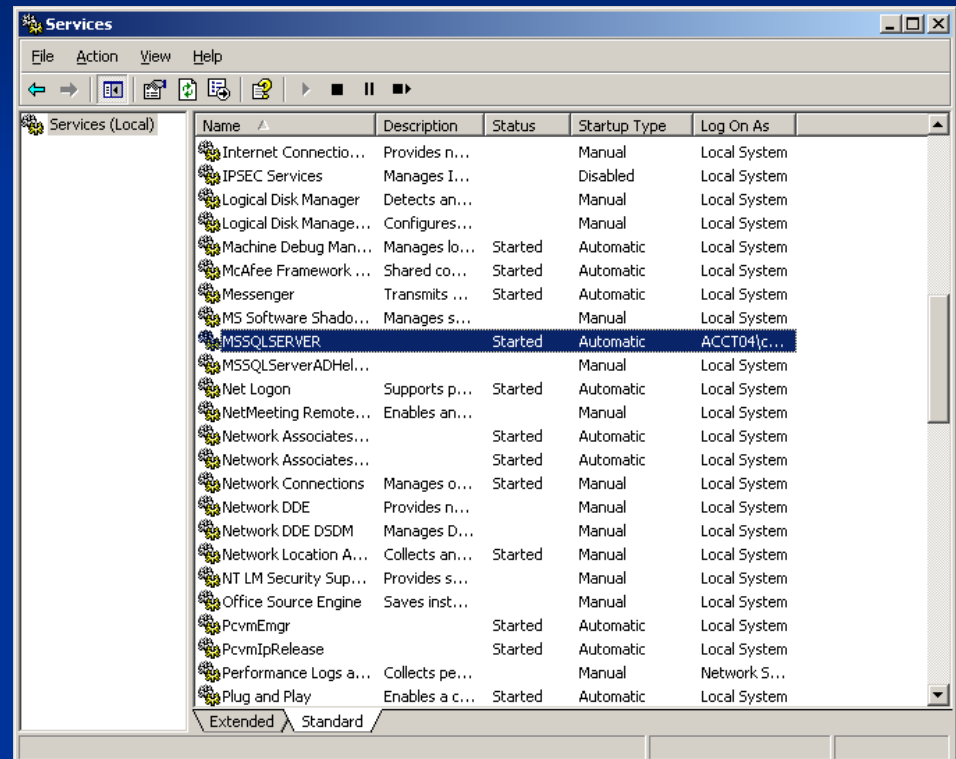 Services
File Action View Help
Services (Local)
Name Description Status Startup Type Log On As
Internet Connectio... Provides n... Manual Local System
IPSEC Services Manages I... Disabled Local System
Logical Disk Manager Detects an... Manual Local System
Logical Disk Manage... Configures... Manual Local System
Machine Debug Man... Manages lo... Started Automatic Local System
McAfee Framework ... Shared co... Started Automatic Local System
Messenger Transmits ... Started Automatic Local System
MS Software Shado... Manages s... Manual Local System
MSSQLSERVER Started Automatic ACCT04\c...
MSSQLServerADHel... Manual Local System
Net Logon Supports p... Started Automatic Local System
NetMeeting Remote... Enables an... Manual Local System
Network Associates... Started Automatic Local System
Network Associates... Started Automatic Local System
Network Connections Manages o... Started Manual Local System
Network DDE Provides n... Manual Local System
Network DDE DSDM Manages D... Manual Local System
Network Location A... Collects an... Started Manual Local System
NT LM Security Sup... Provides s... Manual Local System
Office Source Engine Saves inst... Manual Local System
PcvmEmgr Started Automatic Local System
PcvmIpRelease Started Automatic Local System
Performance Logs a... Collects pe... Manual Network S...
Plug and Play Enables a c... Started Automatic Local System
Extended Standard